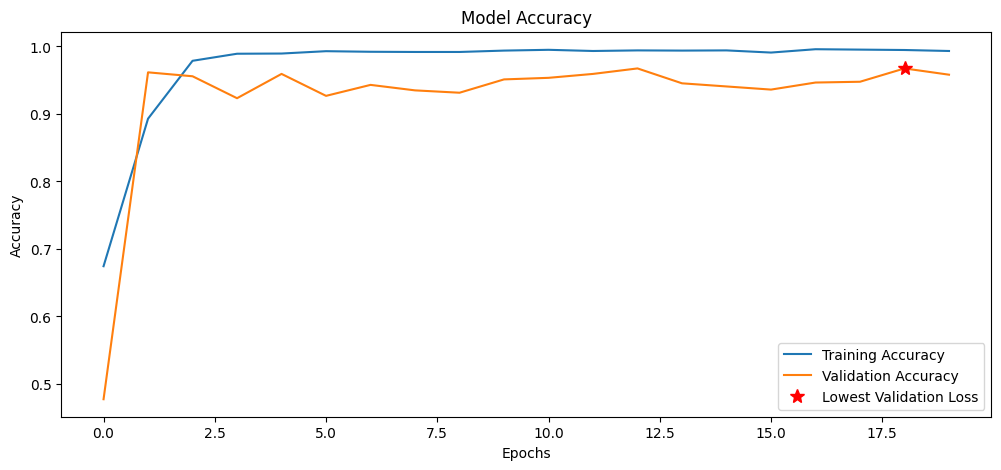 Model Accuracy
1.0
0.9
0.8
0.7
0.6
0.5
Accuracy
0.0 2.5 5.0 7.5 10.0 12.5 15.0 17.5
Epochs
Training Accuracy
Validation Accuracy
Lowest Validation Loss